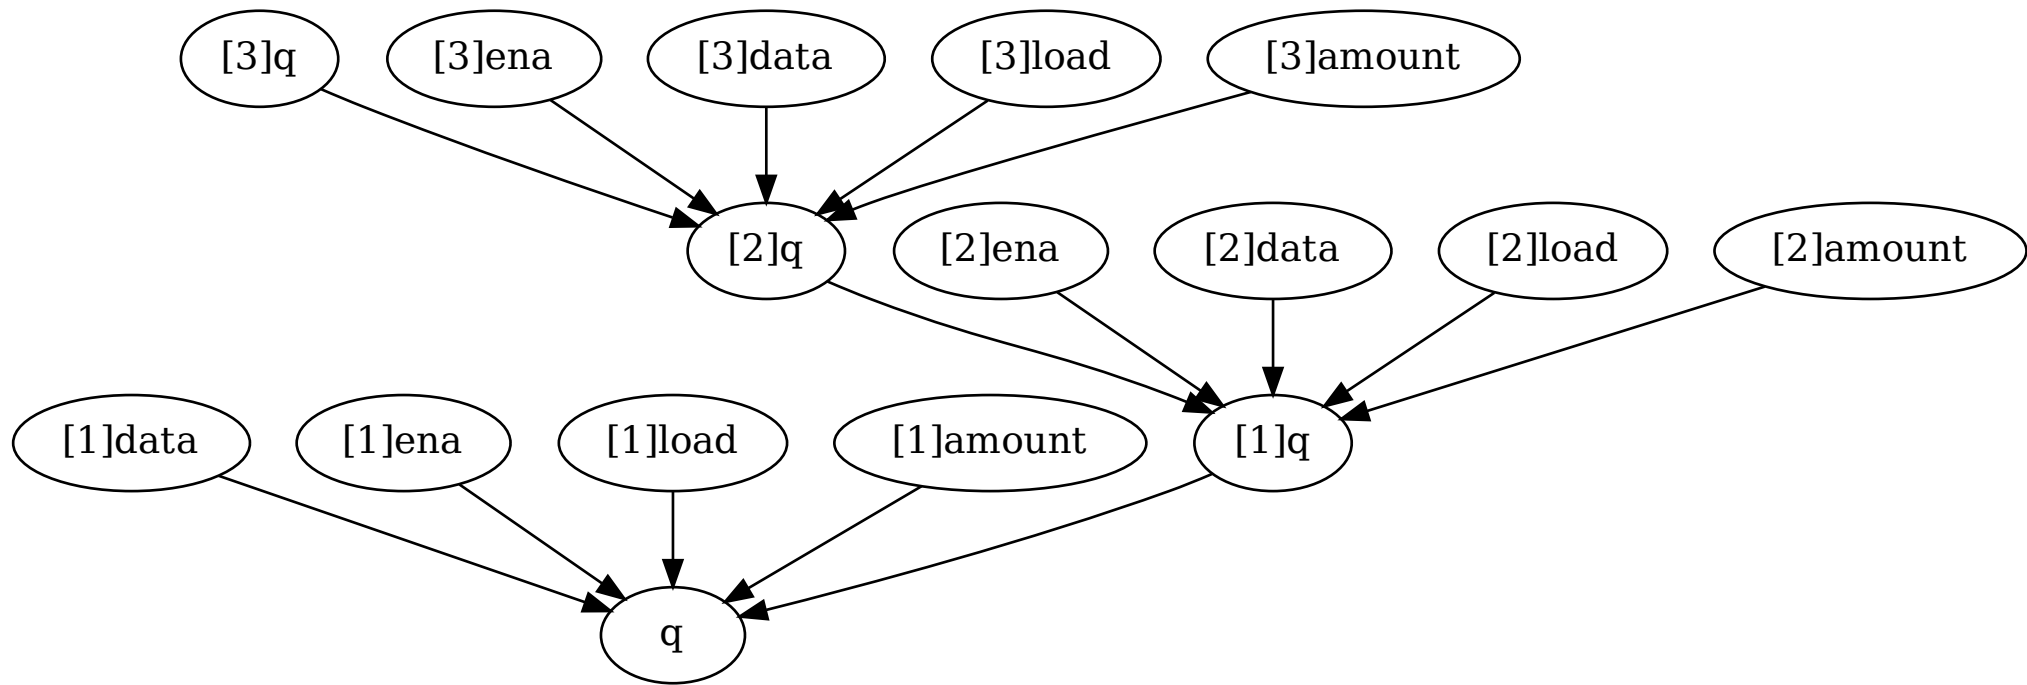 [3]q
[3]ena
[3]data
[3]load
[3]amount
[2]q
[2]ena
[2]data
[2]load
[2]amount
[1]data
[1]ena
[1]load
[1]amount
[1]q
q